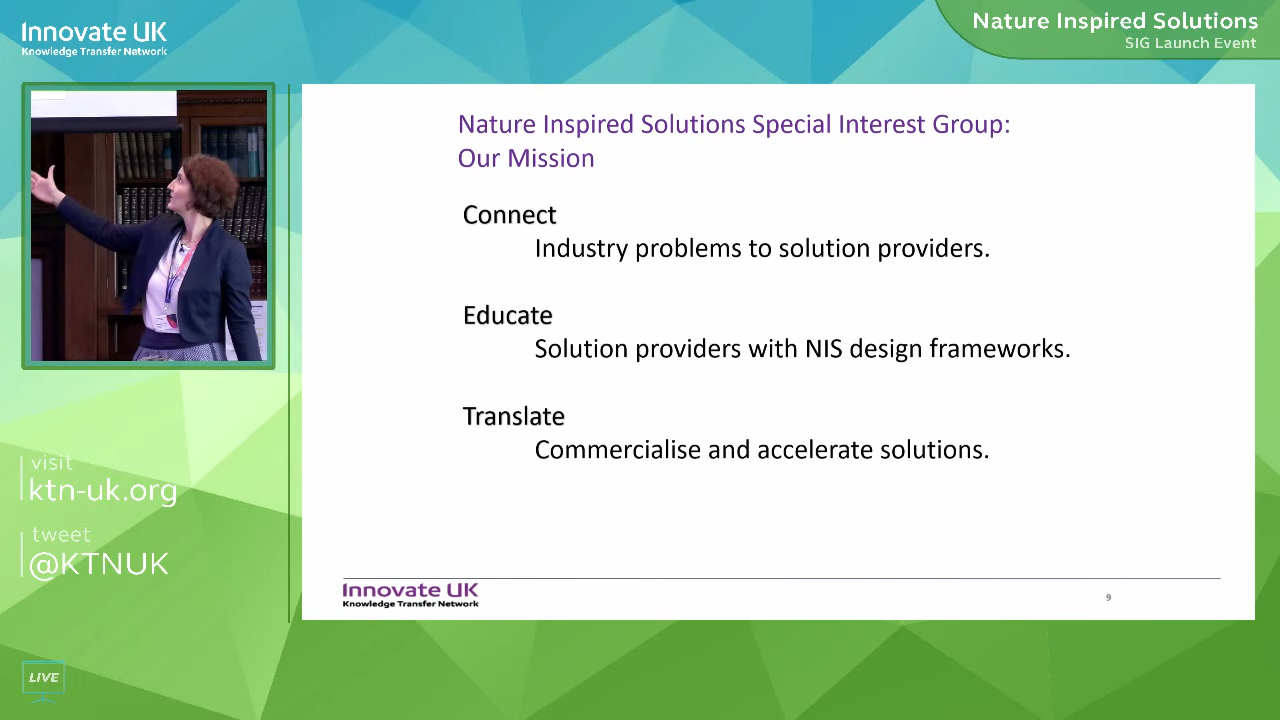 Innovate UK
Knowledge Transfer Network
Nature Inspired Solutions
SIG Launch Event
Nature Inspired Solutions Special Interest Group:
Our Mission
Connect
Industry problems to solution providers.
Educate
Solution providers with NIS design frameworks.
Translate
Commercialise and accelerate solutions.
visit
ktn-uk.org
tweet
@KTNUK
Innovate UK
Knowledge Transfer Network
9
LIVE